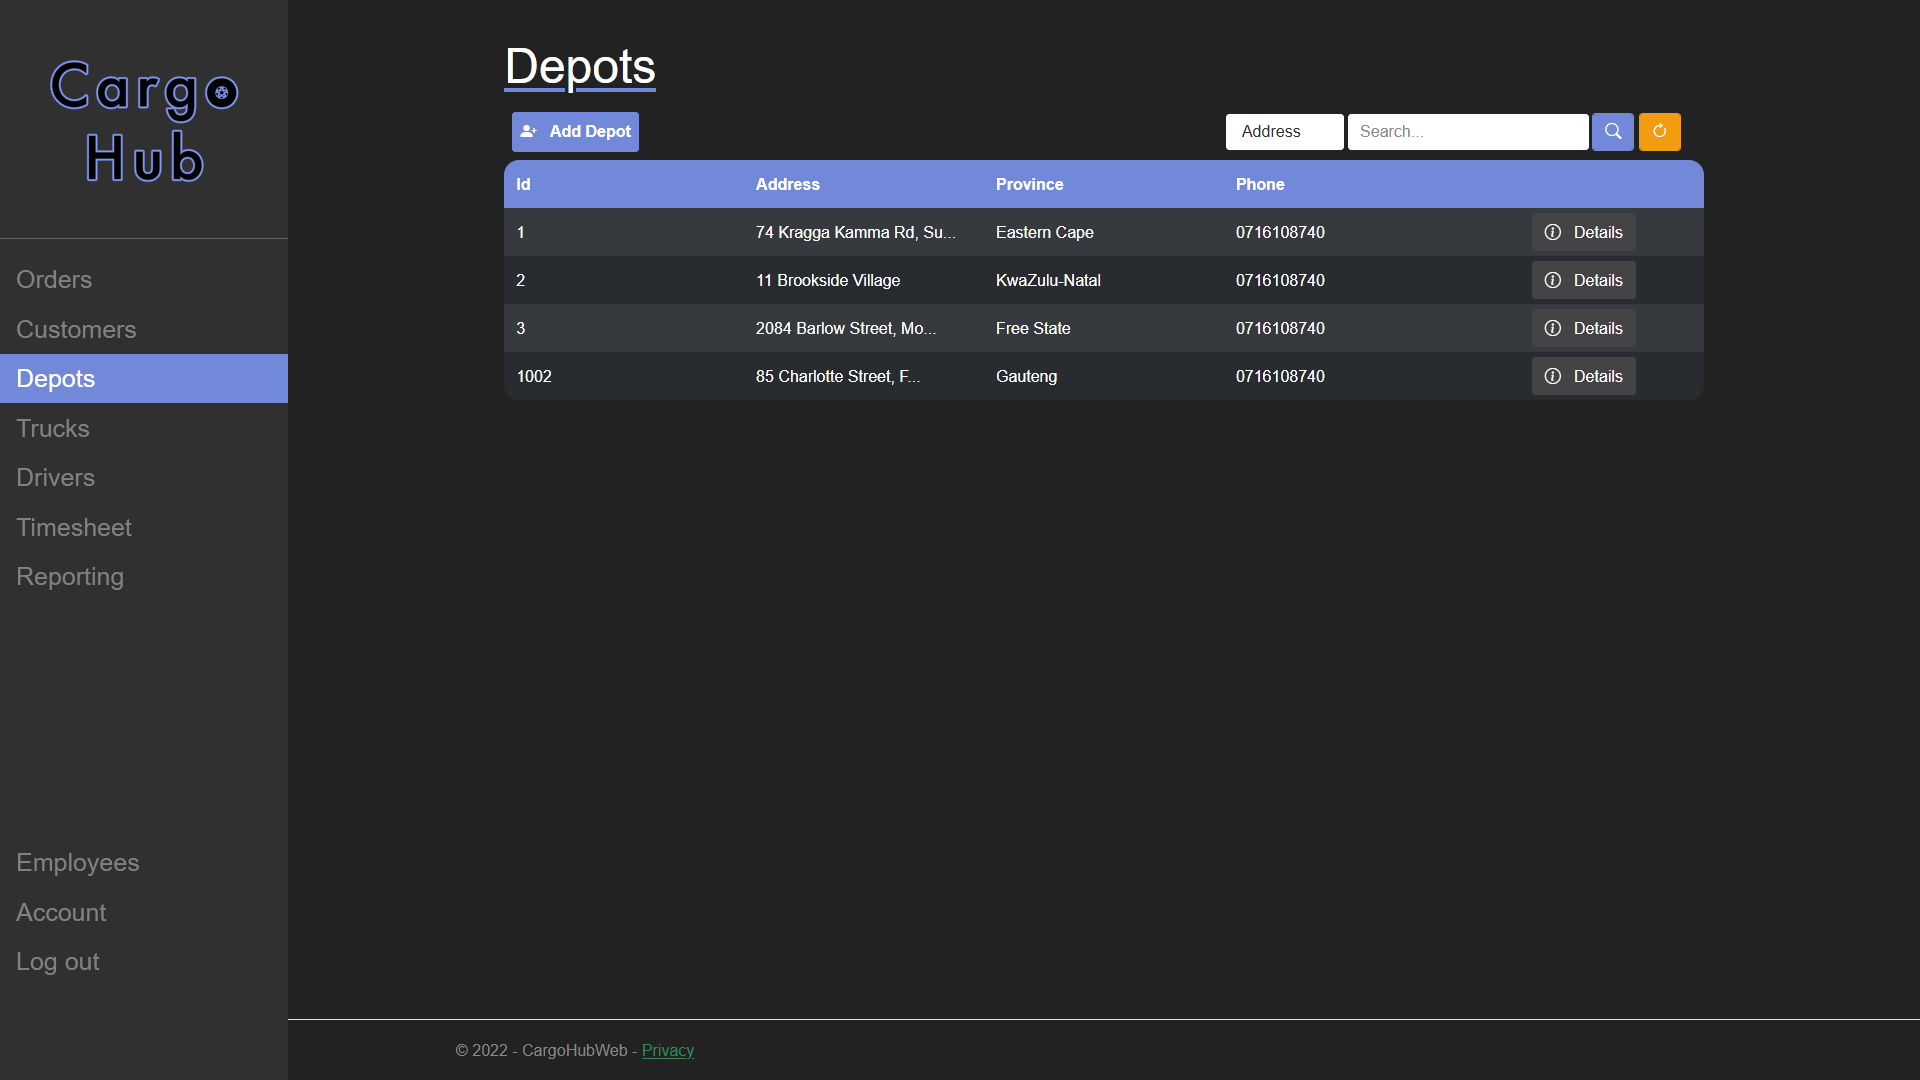 Cargo
Hub
Orders
Customers
Depots
Trucks
Drivers
Timesheet
Reporting
Employees
Account
Log out
Depots
Add Depot
Address Search...
Id Address Province Phone
1 74 Kragga Kamma Rd, Su... Eastern Cape 0716108740 Details
2 11 Brookside Village KwaZulu-Natal 0716108740 Details
3 2084 Barlow Street, Mo... Free State 0716108740 Details
1002 85 Charlotte Street, F... Gauteng 0716108740 Details
© 2022 - CargoHubWeb - Privacy